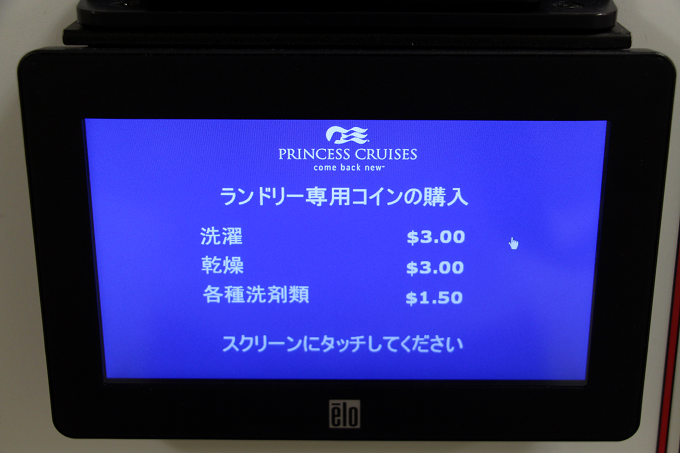 PRINCESS CRUISES
come back new℠
ランドリー専用コインの購入
洗濯 $3.00
乾燥 $3.00
各種洗剤類 $1.50
スクリーンにタッチしてください
elo